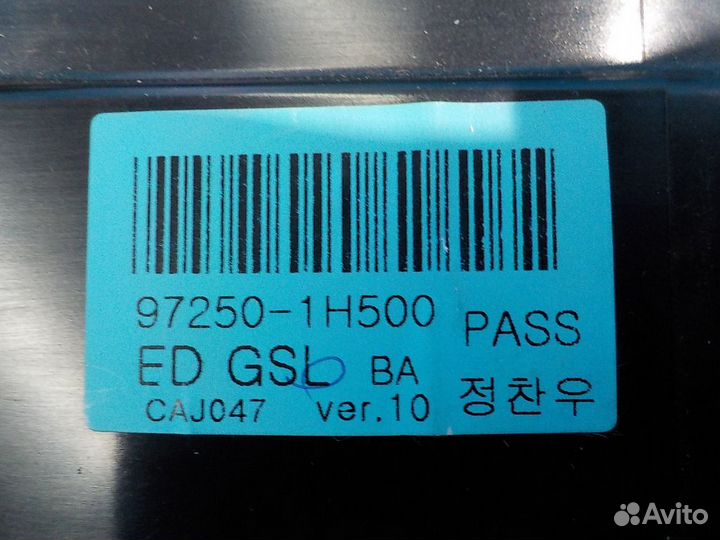 97250-1H500
PASS
ED GSL BA
CAJ047 ver.10 정찬우
Avito